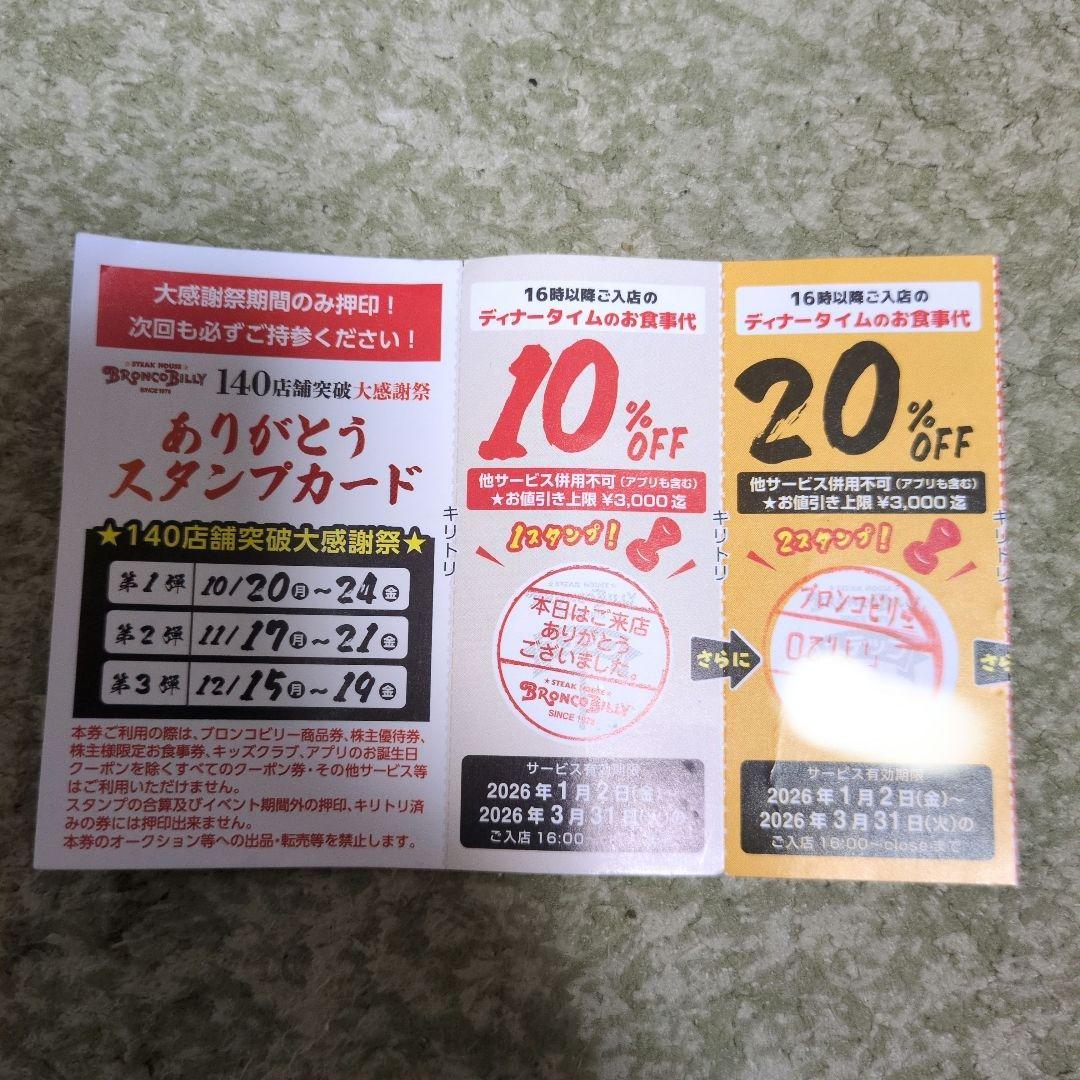 大感謝祭期間のみ押印！
次回も必ずご持参ください！
STEAK HOUSE
BRONCO BILLY
SINCE 1978
140店舗突破大感謝祭
ありがとう
スタンプカード
★140店舗突破大感謝祭★
第1弾 10/20月〜24金
第2弾 11/17月〜21金
第3弾 12/15月〜19金
本券ご利用の際は、ブロンコビリー商品券、株主優待券、
株主様限定お食事券、キッズクラブ、アプリのお誕生日
クーポンを除くすべてのクーポン券・その他サービス等
はご利用いただけません。
スタンプの合算及びイベント期間外の押印、キリトリ済
みの券には押印出来ません。
本券のオークション等への出品・転売等を禁止します。
キリトリ
16時以降ご入店の
ディナータイムのお食事代
10%OFF
他サービス併用不可（アプリも含む）
★お値引き上限 ¥3,000迄
1スタンプ！
本日はご来店
ありがとう
ございました。
STEAK HOUSE
BRONCO BILLY
SINCE 1978
サービス有効期限
2026年1月2日(金)〜
2026年3月31日(火)の
ご入店 16:00
キリトリ
さらに
16時以降ご入店の
ディナータイムのお食事代
20%OFF
他サービス併用不可（アプリも含む）
★お値引き上限 ¥3,000迄
2スタンプ！
ブロンコビリー
サービス有効期限
2026年1月2日(金)〜
2026年3月31日(火)の
ご入店 16:00〜closeまで
キリトリ
さら